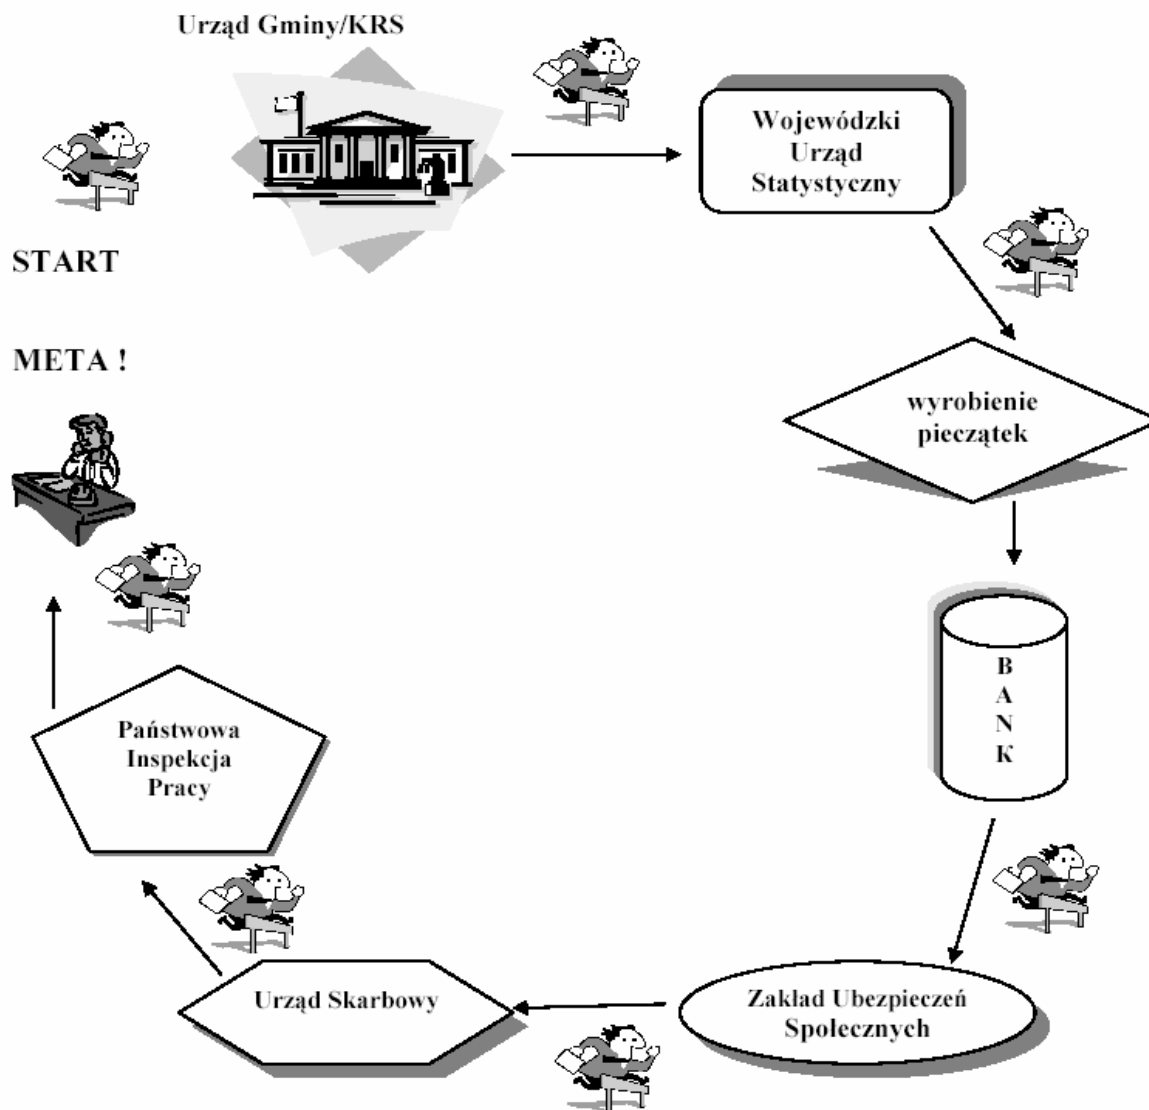 Urząd Gminy/KRS
START
Wojewódzki
Urząd
Statystyczny
wyrobienie
pieczątek
B
A
N
K
Zakład Ubezpieczeń
Społecznych
Urząd Skarbowy
Państwowa
Inspekcja
Pracy
META !